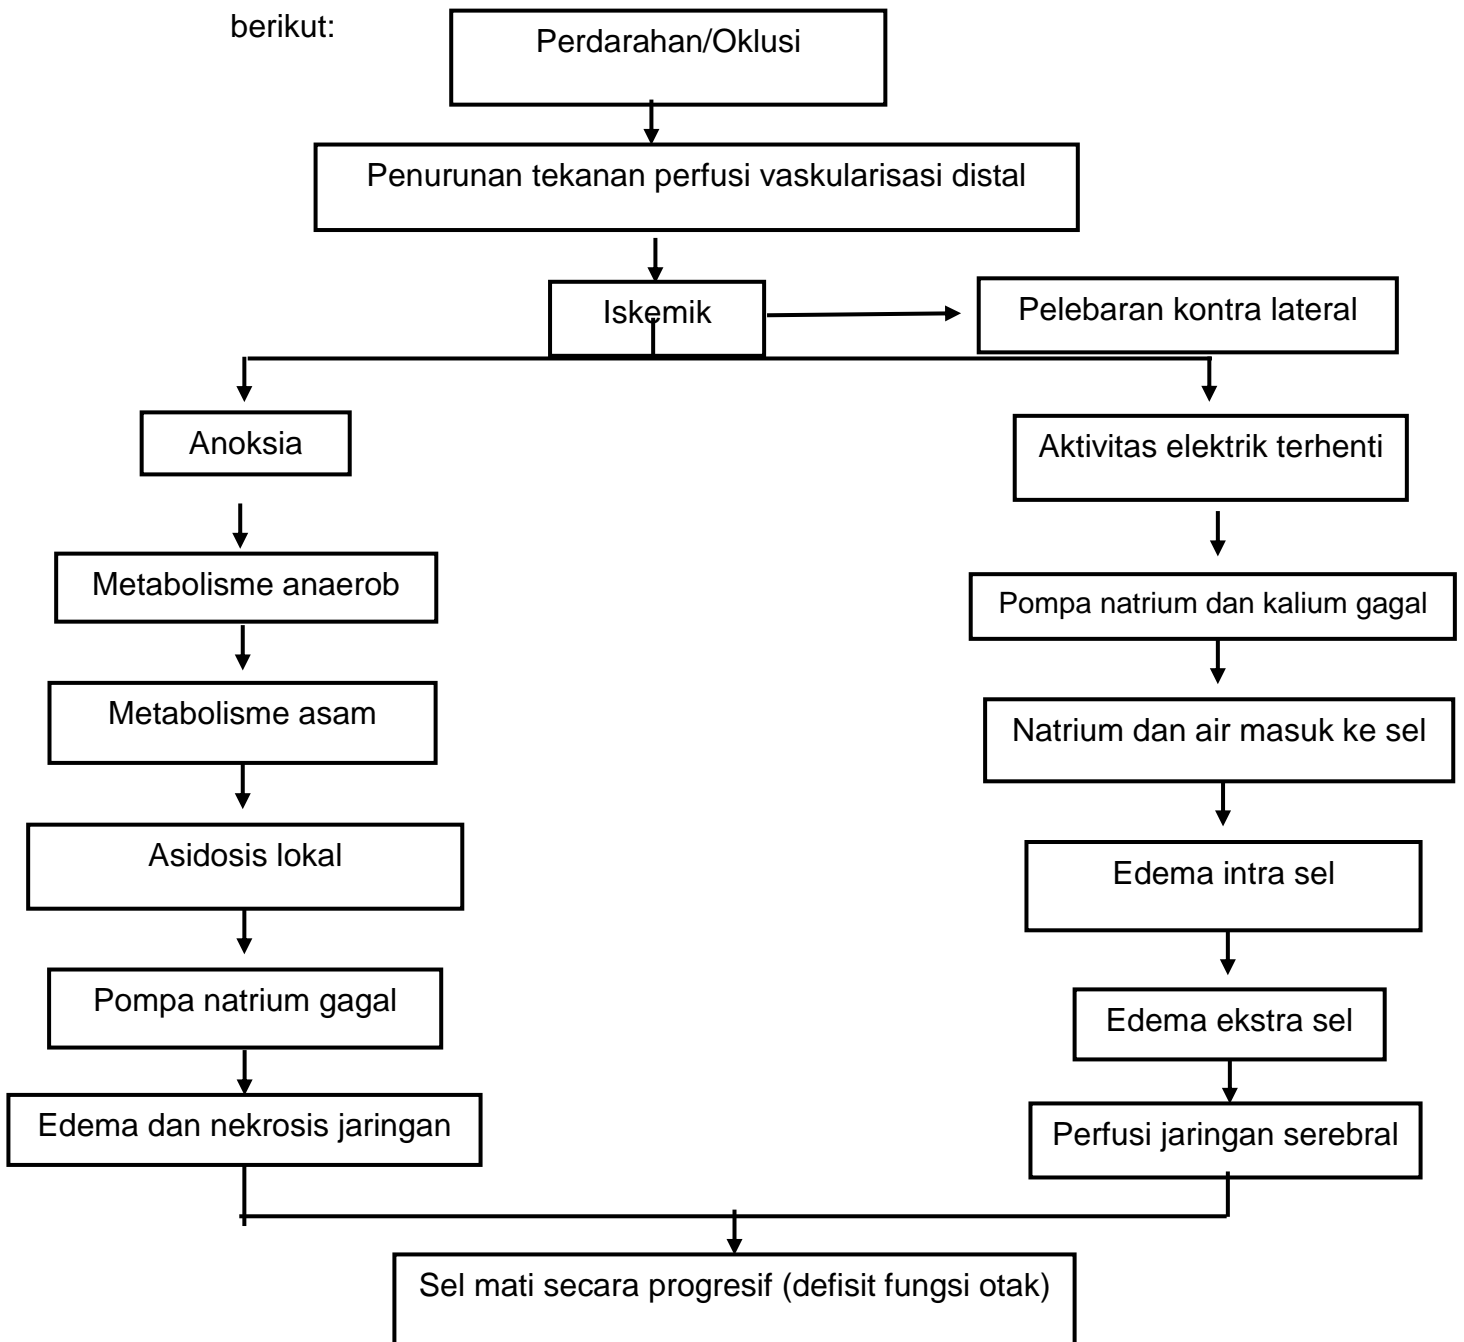 berikut:
Perdarahan/Oklusi
Penurunan tekanan perfusi vaskularisasi distal
Iskemik
Pelebaran kontra lateral
Anoksia
Aktivitas elektrik terhenti
Metabolisme anaerob
Pompa natrium dan kalium gagal
Metabolisme asam
Natrium dan air masuk ke sel
Asidosis lokal
Edema intra sel
Pompa natrium gagal
Edema ekstra sel
Edema dan nekrosis jaringan
Perfusi jaringan serebral
Sel mati secara progresif (defisit fungsi otak)